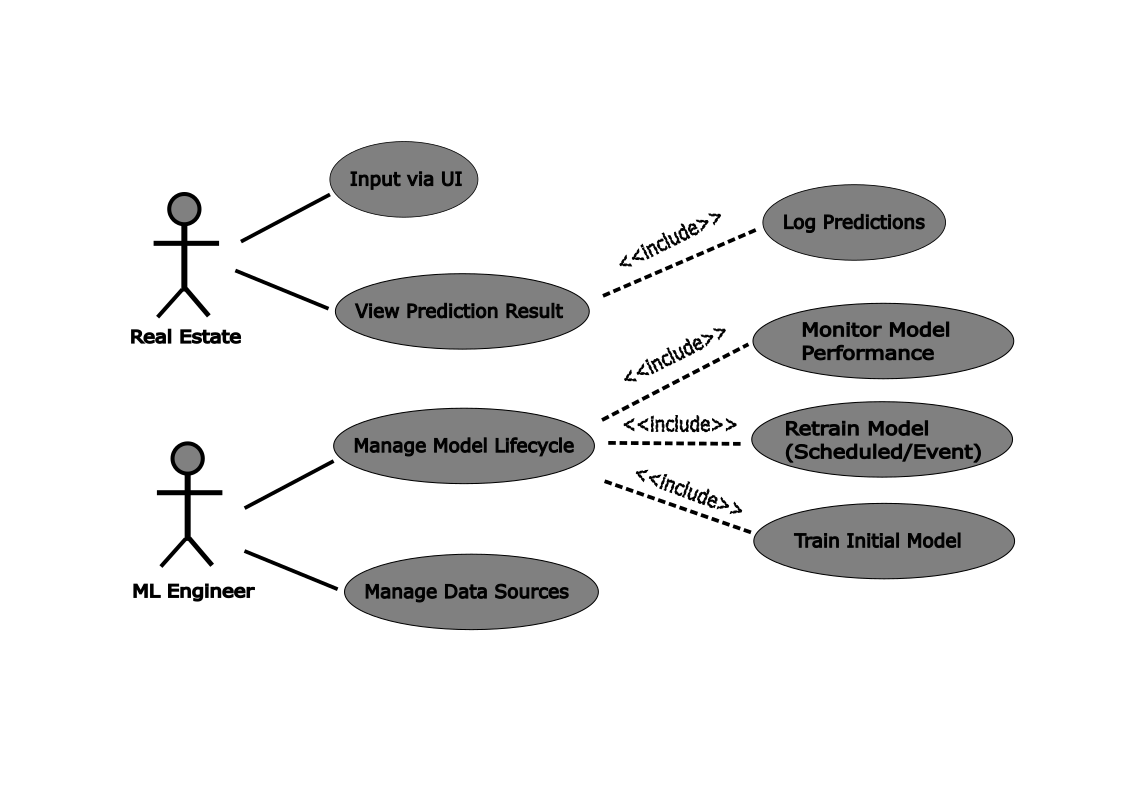 Input via UI
Log Predictions
<<include>>
View Prediction Result
Real Estate
Monitor Model
Performance
<<include>>
<<include>>
Retrain Model
(Scheduled/Event)
Manage Model Lifecycle
<<include>>
Train Initial Model
ML Engineer
Manage Data Sources